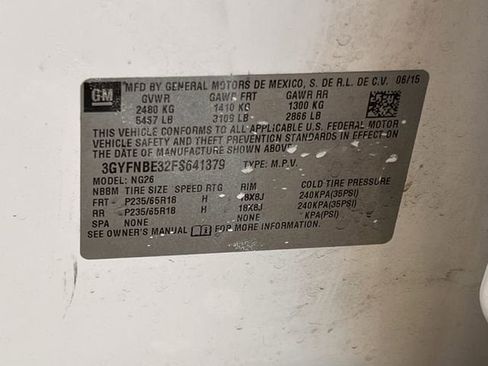 GM
MFD BY GENERAL MOTORS DE MEXICO, S. DE R.L. DE C.V. 06/15
GVWR GAWR FRT GAWR RR
2480 KG 1410 KG 1300 KG
5467 LB 3109 LB 2866 LB
THIS VEHICLE CONFORMS TO ALL APPLICABLE U.S. FEDERAL MOTOR
VEHICLE SAFETY AND THEFT PREVENTION STANDARDS IN EFFECT ON
THE DATE OF MANUFACTURE SHOWN ABOVE.
3GYFNBE32FS641379 TYPE: M.P.V.
MODEL: NG26
NBBM TIRE SIZE SPEED RTG RIM COLD TIRE PRESSURE
FRT - P235/65R18 H - 18X8J 240KPA(35PSI)
RR - P235/65R18 H - 18X8J 240KPA(35PSI)
SPA NONE NONE - KPA(PSI)
SEE OWNER'S MANUAL FOR MORE INFORMATION.